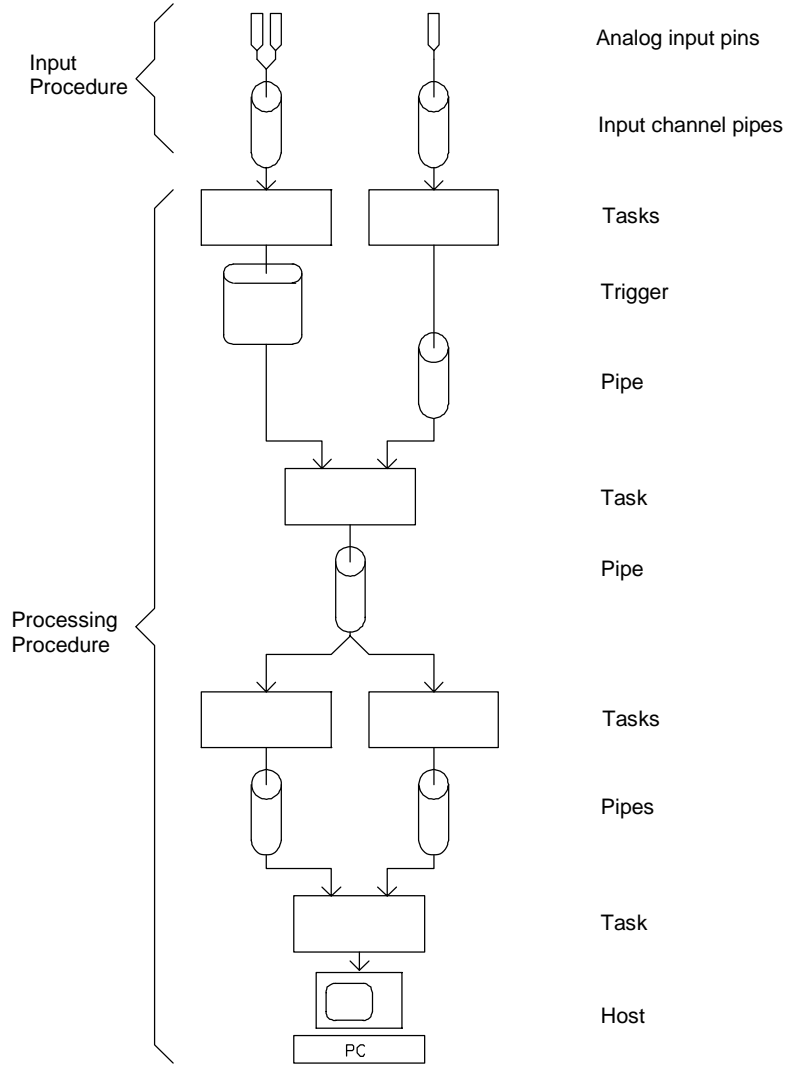 Analog input pins
Input
Procedure
Input channel pipes
Tasks
Trigger
Pipe
Task
Pipe
Processing
Procedure
Tasks
Pipes
Task
Host
PC